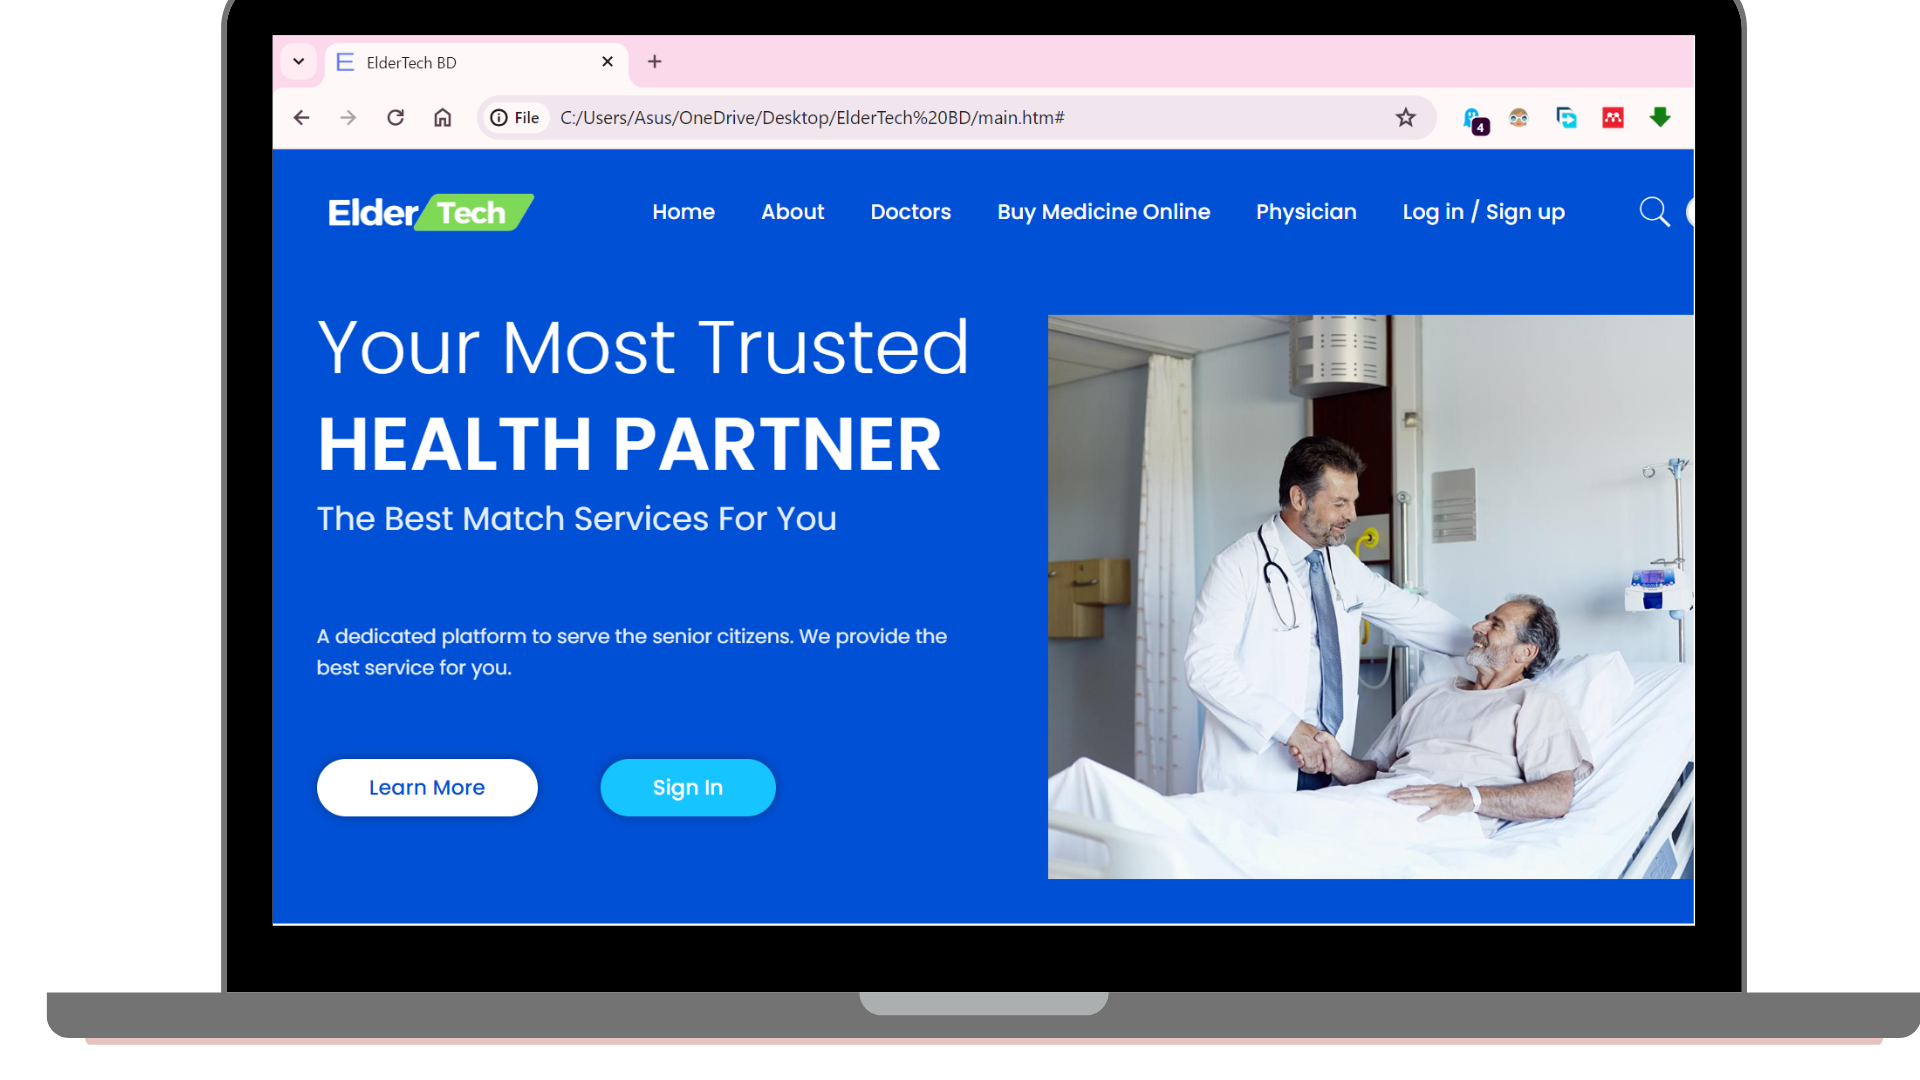 ElderTech BD
File C:/Users/Asus/OneDrive/Desktop/ElderTech%20BD/main.htm#
4
Elder Tech
Home About Doctors Buy Medicine Online Physician Log in / Sign up
Your Most Trusted
HEALTH PARTNER
The Best Match Services For You
A dedicated platform to serve the senior citizens. We provide the
best service for you.
Learn More Sign In